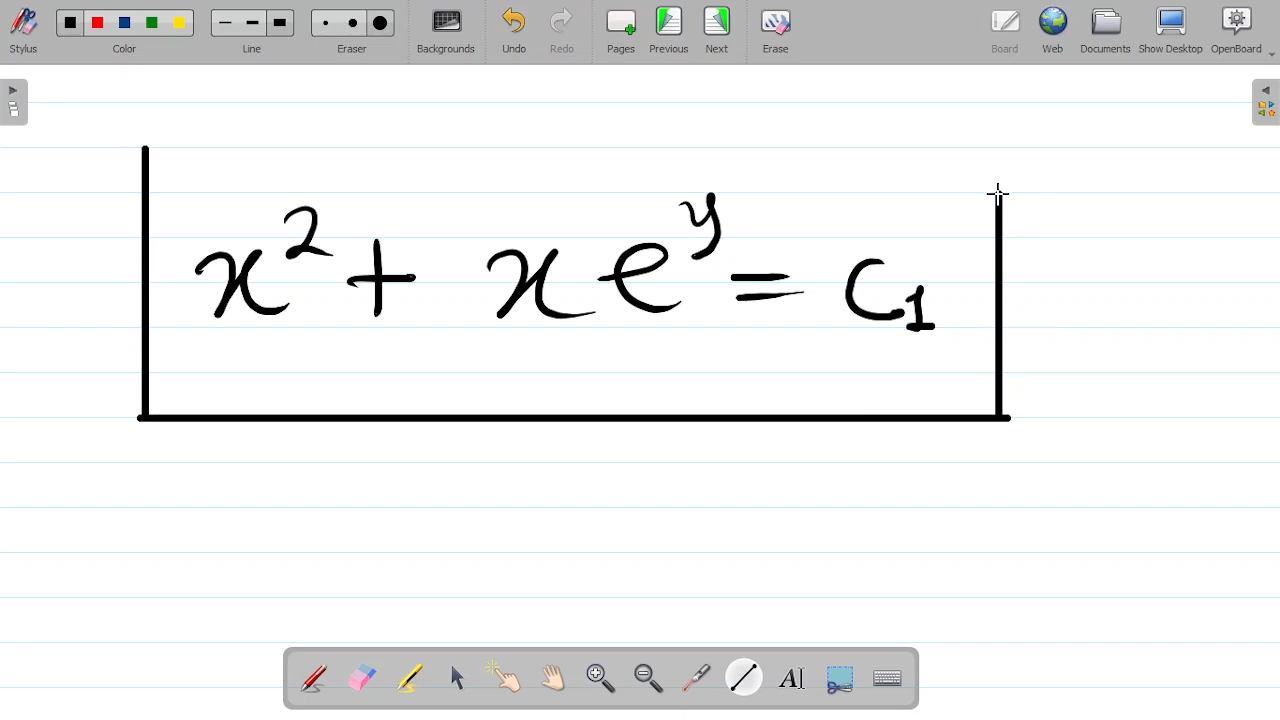 Stylus Color Line Eraser Backgrounds Undo Redo Pages Previous Next Erase Board Web Documents Show Desktop OpenBoard
x² + x e^y = c₁
AI